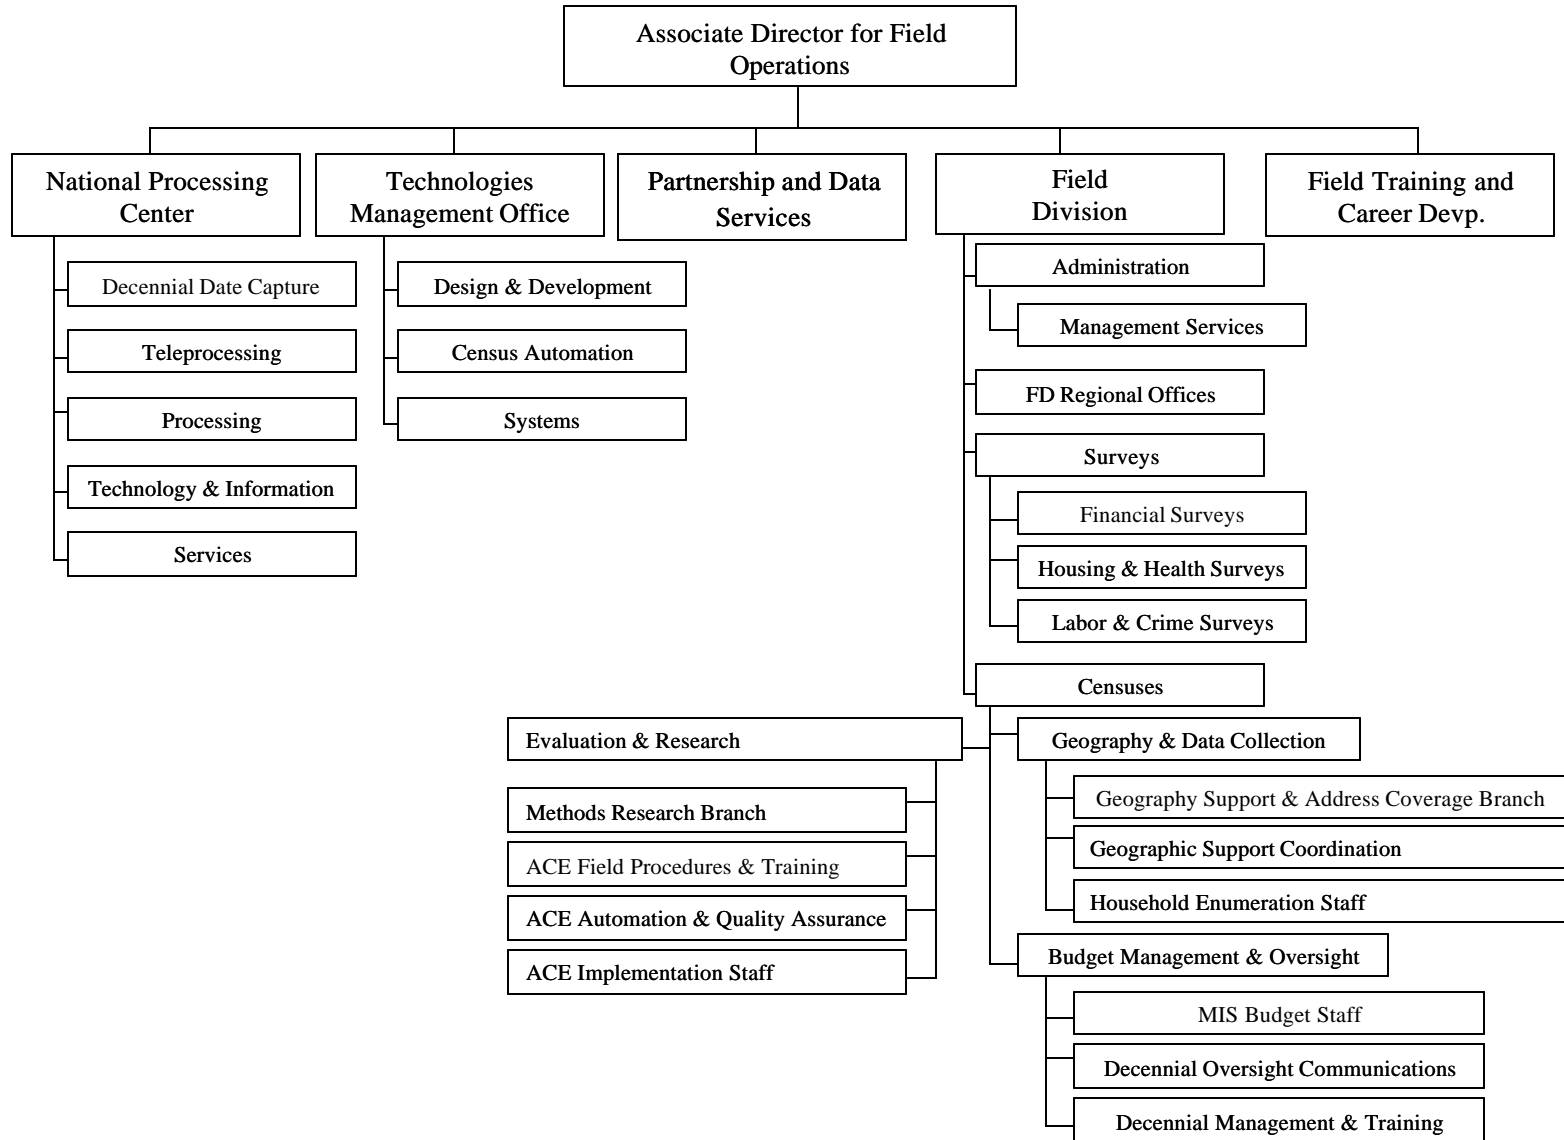 Associate Director for Field
Operations
National Processing
Center
Technologies
Management Office
Partnership and Data
Services
Field
Division
Field Training and
Career Devp.
Decennial Date Capture
Teleprocessing
Processing
Technology & Information
Services
Design & Development
Census Automation
Systems
Administration
Management Services
FD Regional Offices
Surveys
Financial Surveys
Housing & Health Surveys
Labor & Crime Surveys
Censuses
Evaluation & Research
Methods Research Branch
ACE Field Procedures & Training
ACE Automation & Quality Assurance
ACE Implementation Staff
Geography & Data Collection
Geography Support & Address Coverage Branch
Geographic Support Coordination
Household Enumeration Staff
Budget Management & Oversight
MIS Budget Staff
Decennial Oversight Communications
Decennial Management & Training